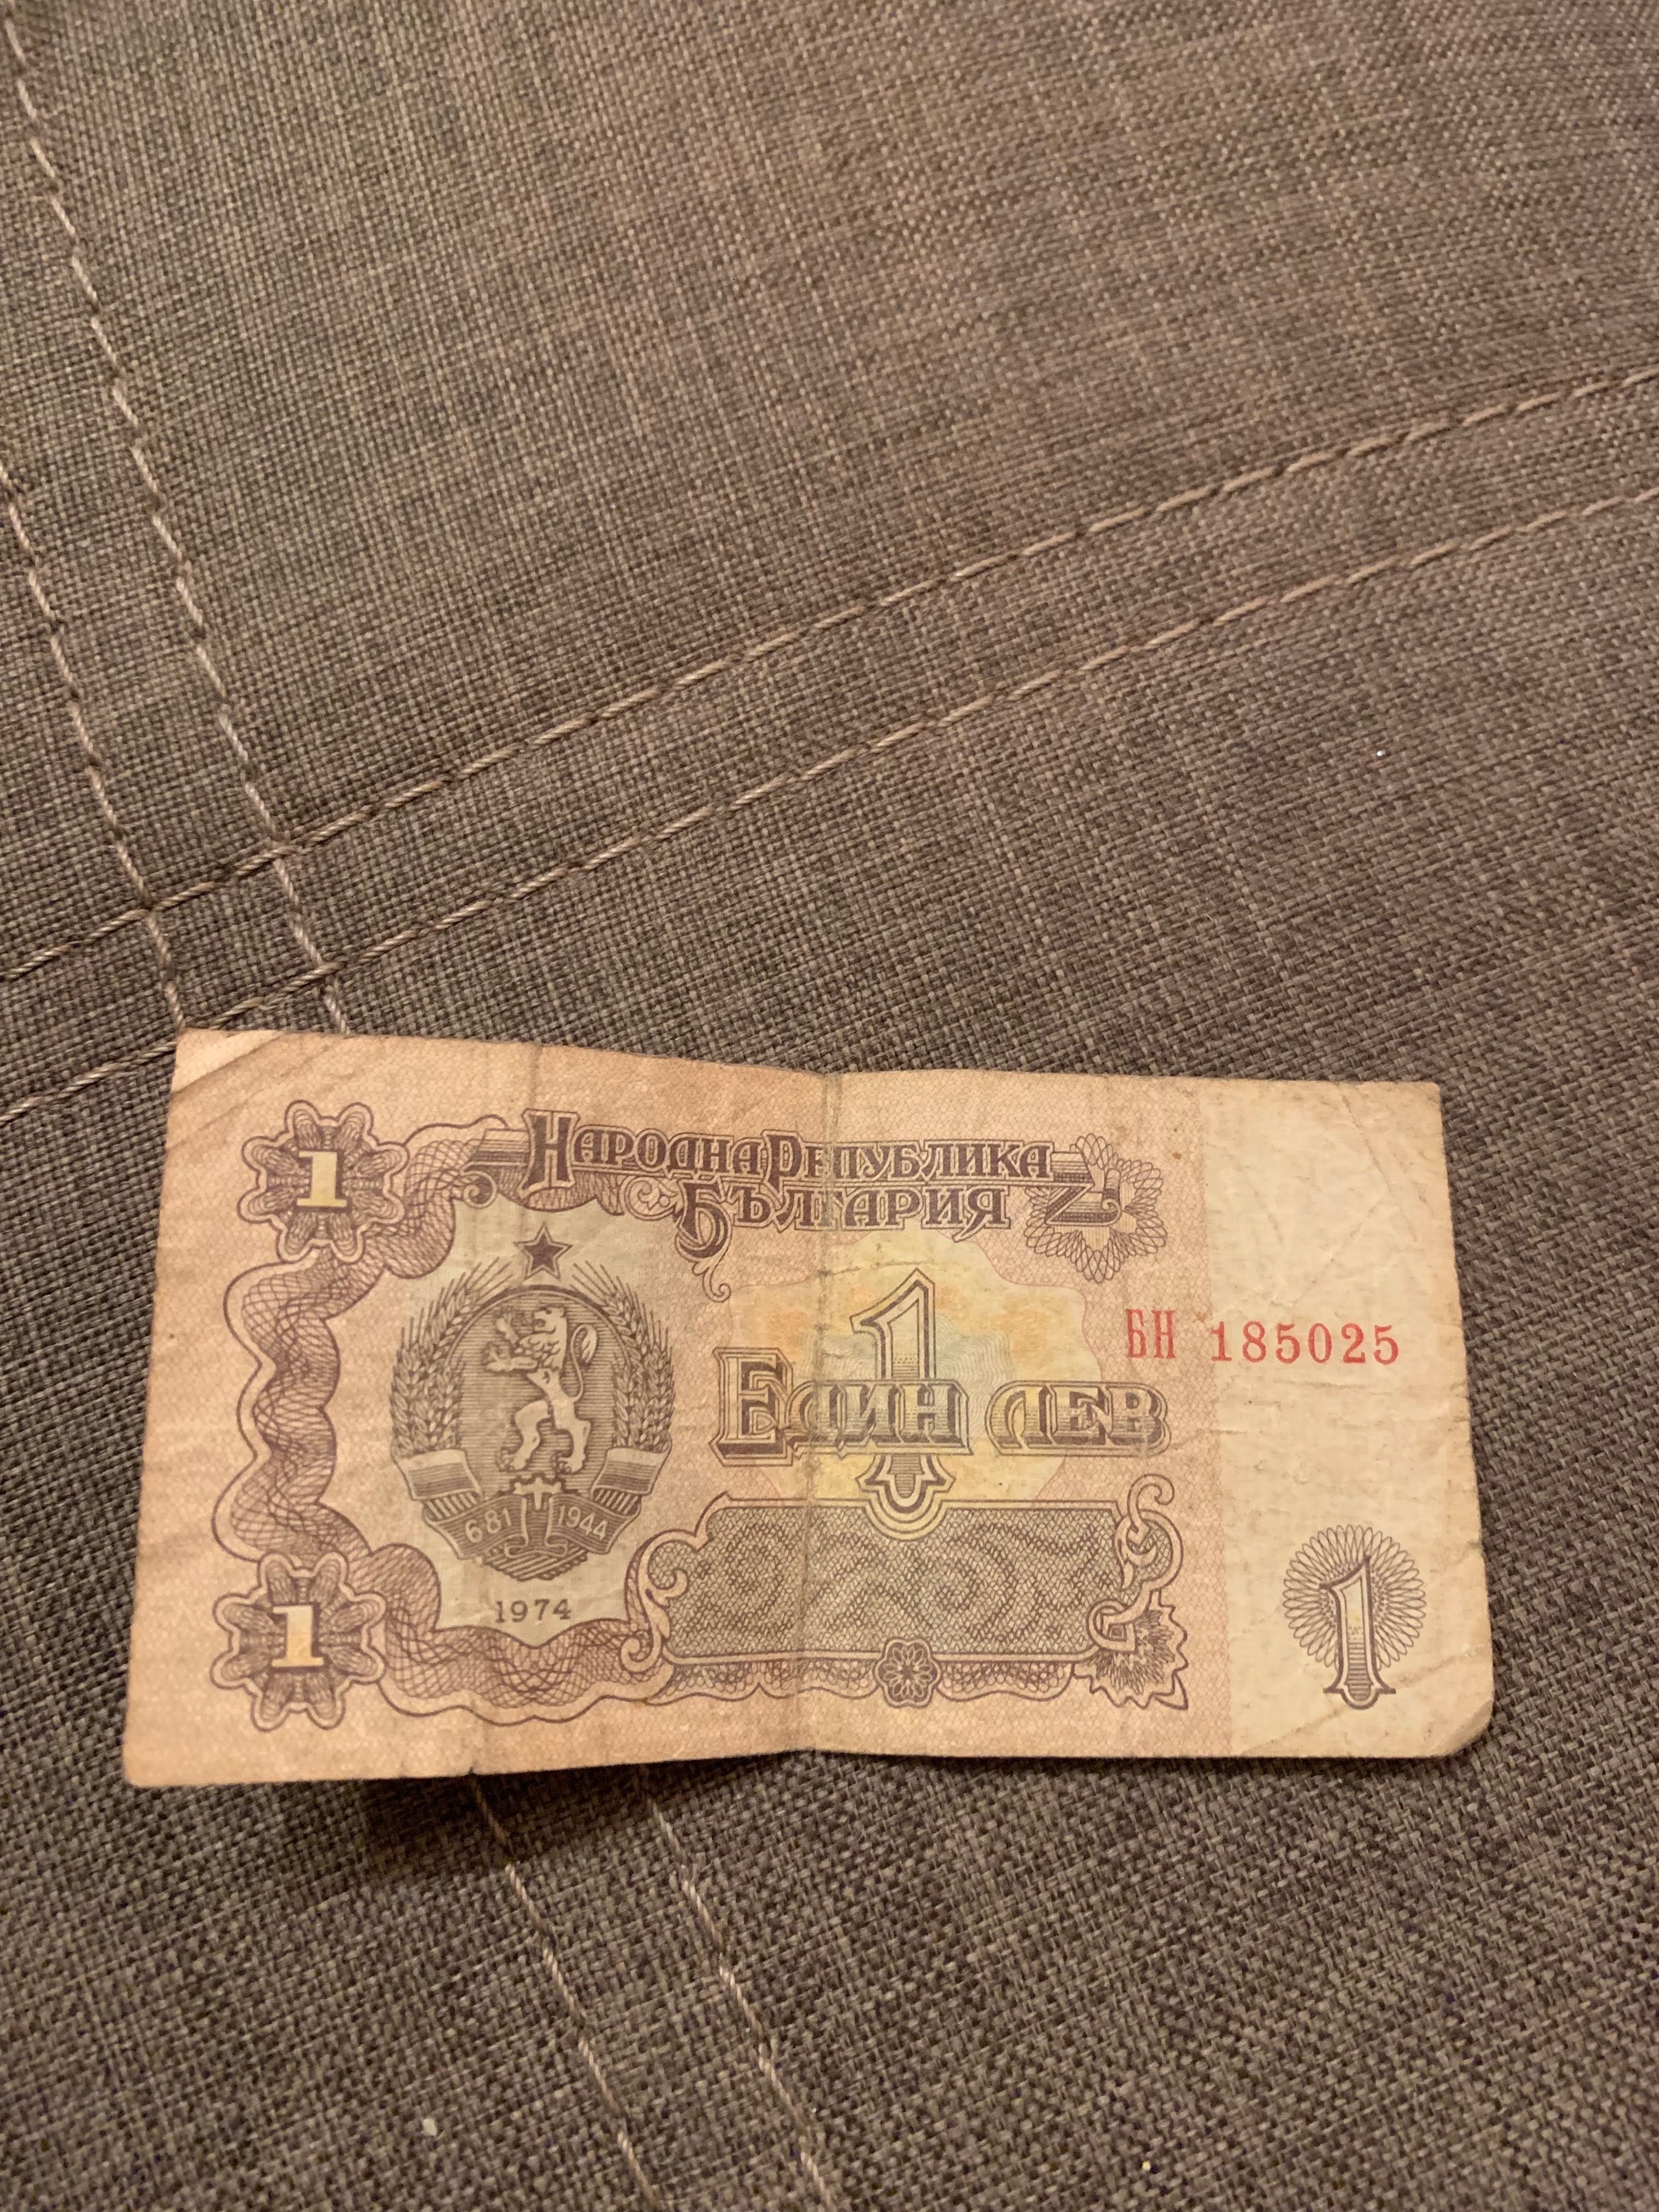 1
НАРОДНА РЕПУБЛИКА
БЪЛГАРИЯ
1
БН 185025
ЕДИН ЛЕВ
681 1944
1974
1
1